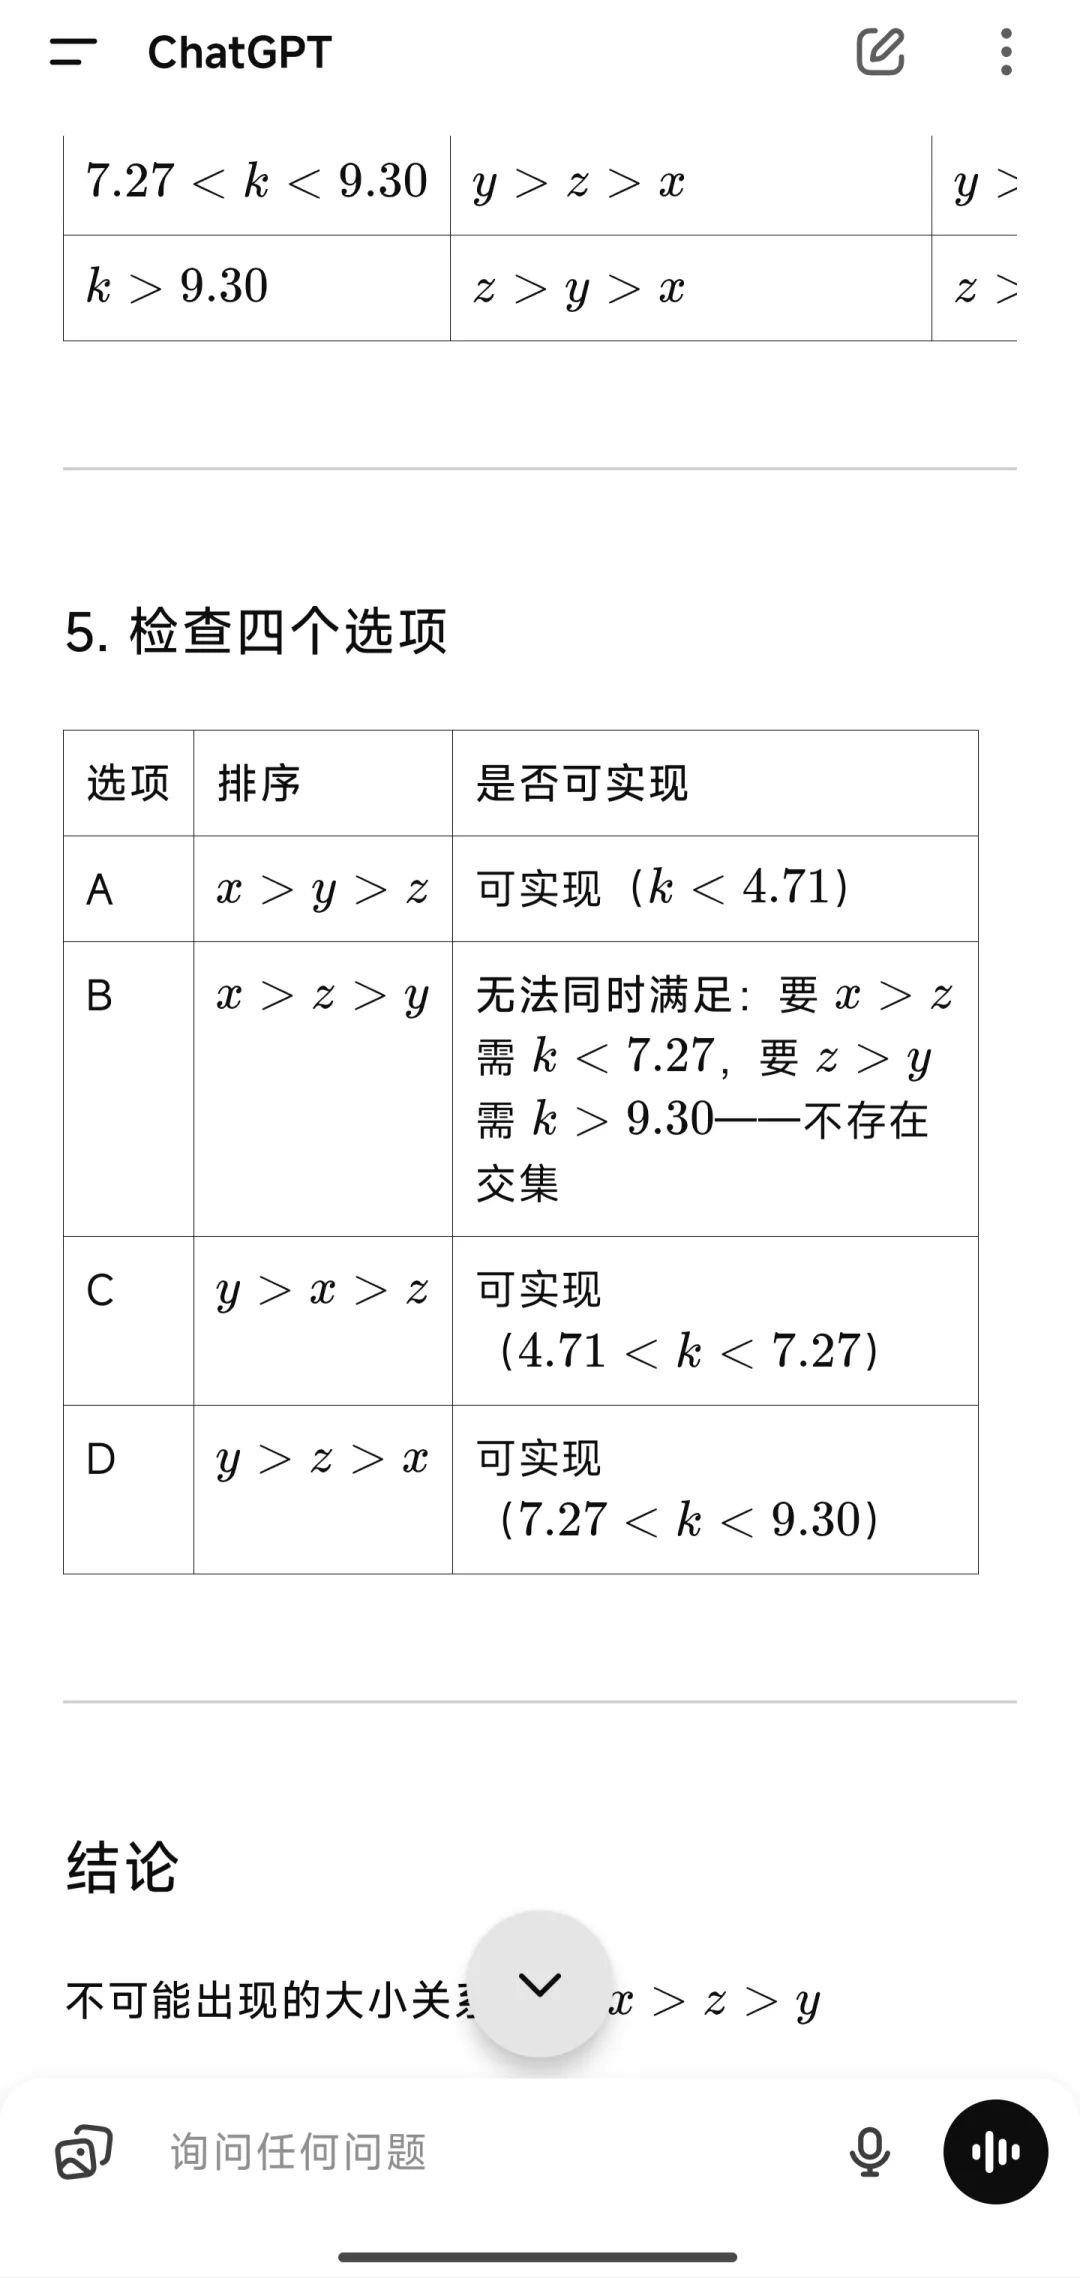 ChatGPT
7.27 < k < 9.30 y > z > x y >
k > 9.30 z > y > x z >
5. 检查四个选项
选项 排序 是否可实现
A x > y > z 可实现（k < 4.71）
B x > z > y 无法同时满足：要 x > z
需 k < 7.27，要 z > y
需 k > 9.30——不存在
交集
C y > x > z 可实现
（4.71 < k < 7.27）
D y > z > x 可实现
（7.27 < k < 9.30）
结论
不可能出现的大小关 x > z > y
询问任何问题